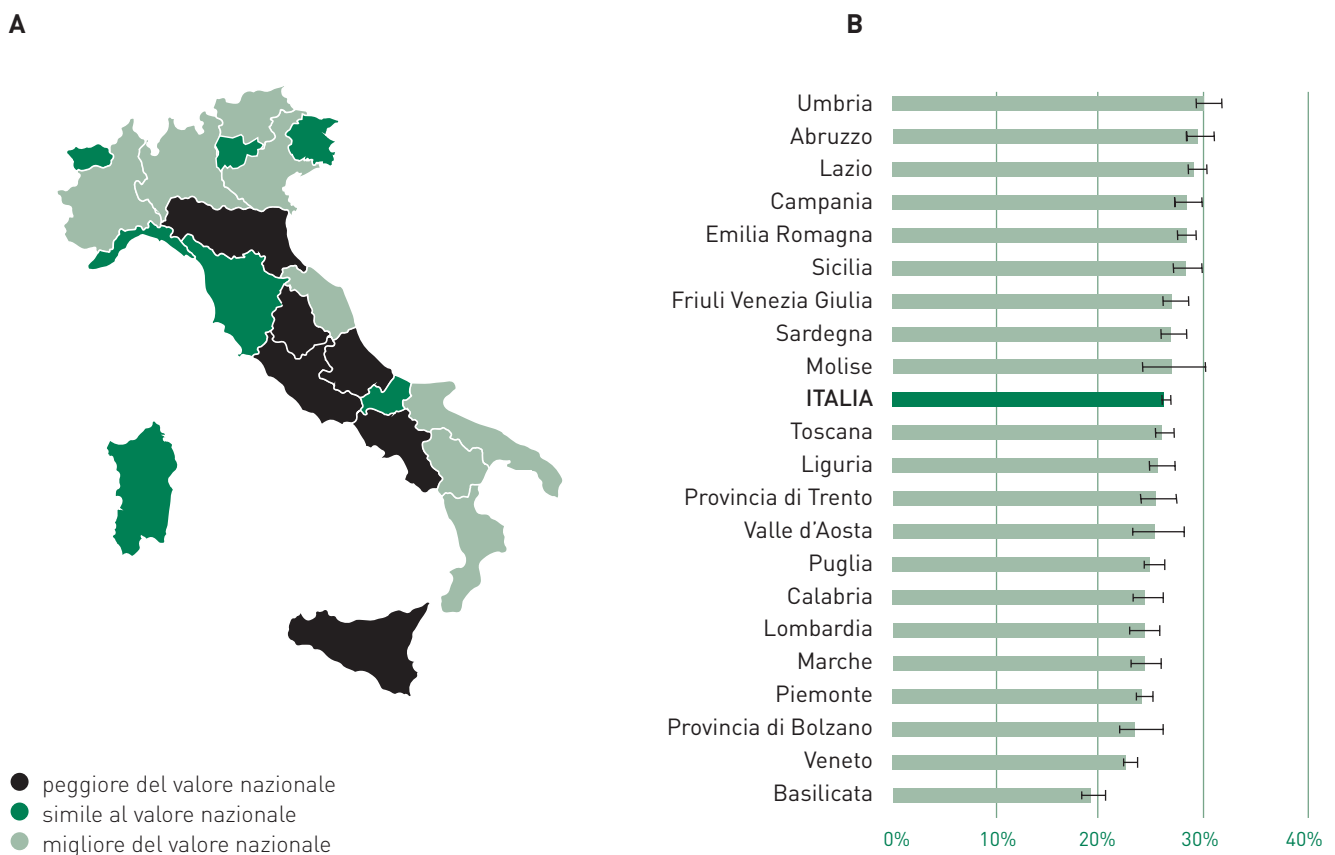 A
B
Umbria
Abruzzo
Lazio
Campania
Emilia Romagna
Sicilia
Friuli Venezia Giulia
Sardegna
Molise
ITALIA
Toscana
Liguria
Provincia di Trento
Valle d’Aosta
Puglia
Calabria
Lombardia
Marche
Piemonte
Provincia di Bolzano
Veneto
Basilicata
0% 10% 20% 30% 40%
peggiore del valore nazionale
simile al valore nazionale
migliore del valore nazionale